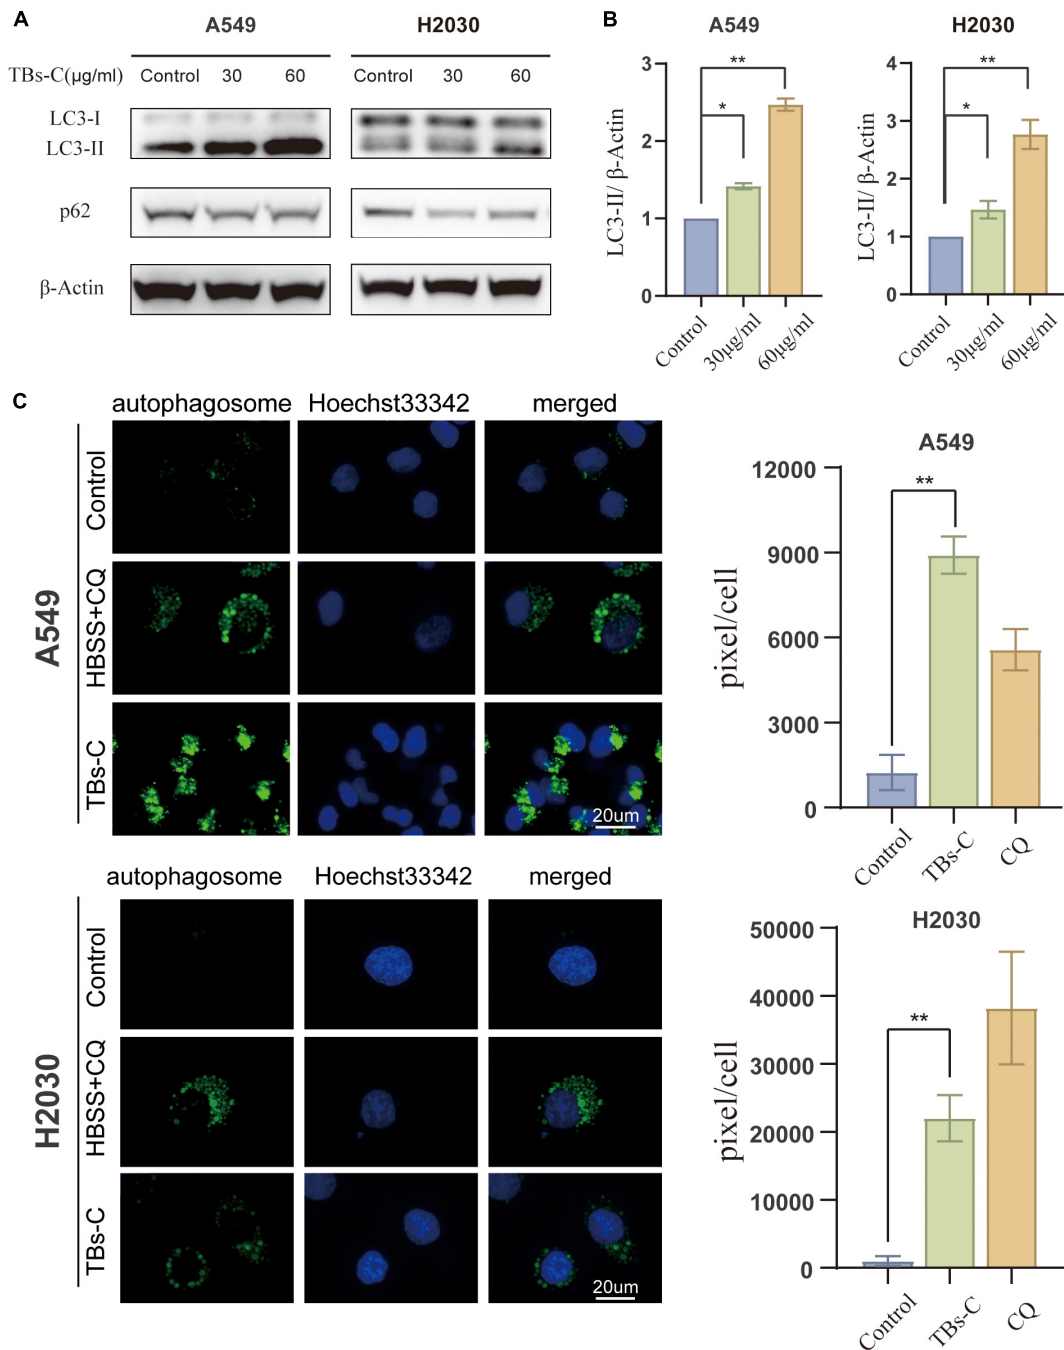 A
A549
H2030
TBs-C(μg/ml)
Control
30
60
Control
30
60
LC3-I
LC3-II
p62
β-Actin
B
A549
LC3-II/ β-Actin
3
2
1
0
**
*
Control
30μg/ml
60μg/ml
H2030
LC3-II/ β-Actin
4
3
2
1
0
**
*
Control
30μg/ml
60μg/ml
C
autophagosome
Hoechst33342
merged
A549
Control
HBSS+CQ
TBs-C
20um
A549
pixel/cell
12000
9000
6000
3000
0
**
Control
TBs-C
CQ
autophagosome
Hoechst33342
merged
H2030
Control
HBSS+CQ
TBs-C
20um
H2030
pixel/cell
50000
40000
30000
20000
10000
0
**
Control
TBs-C
CQ